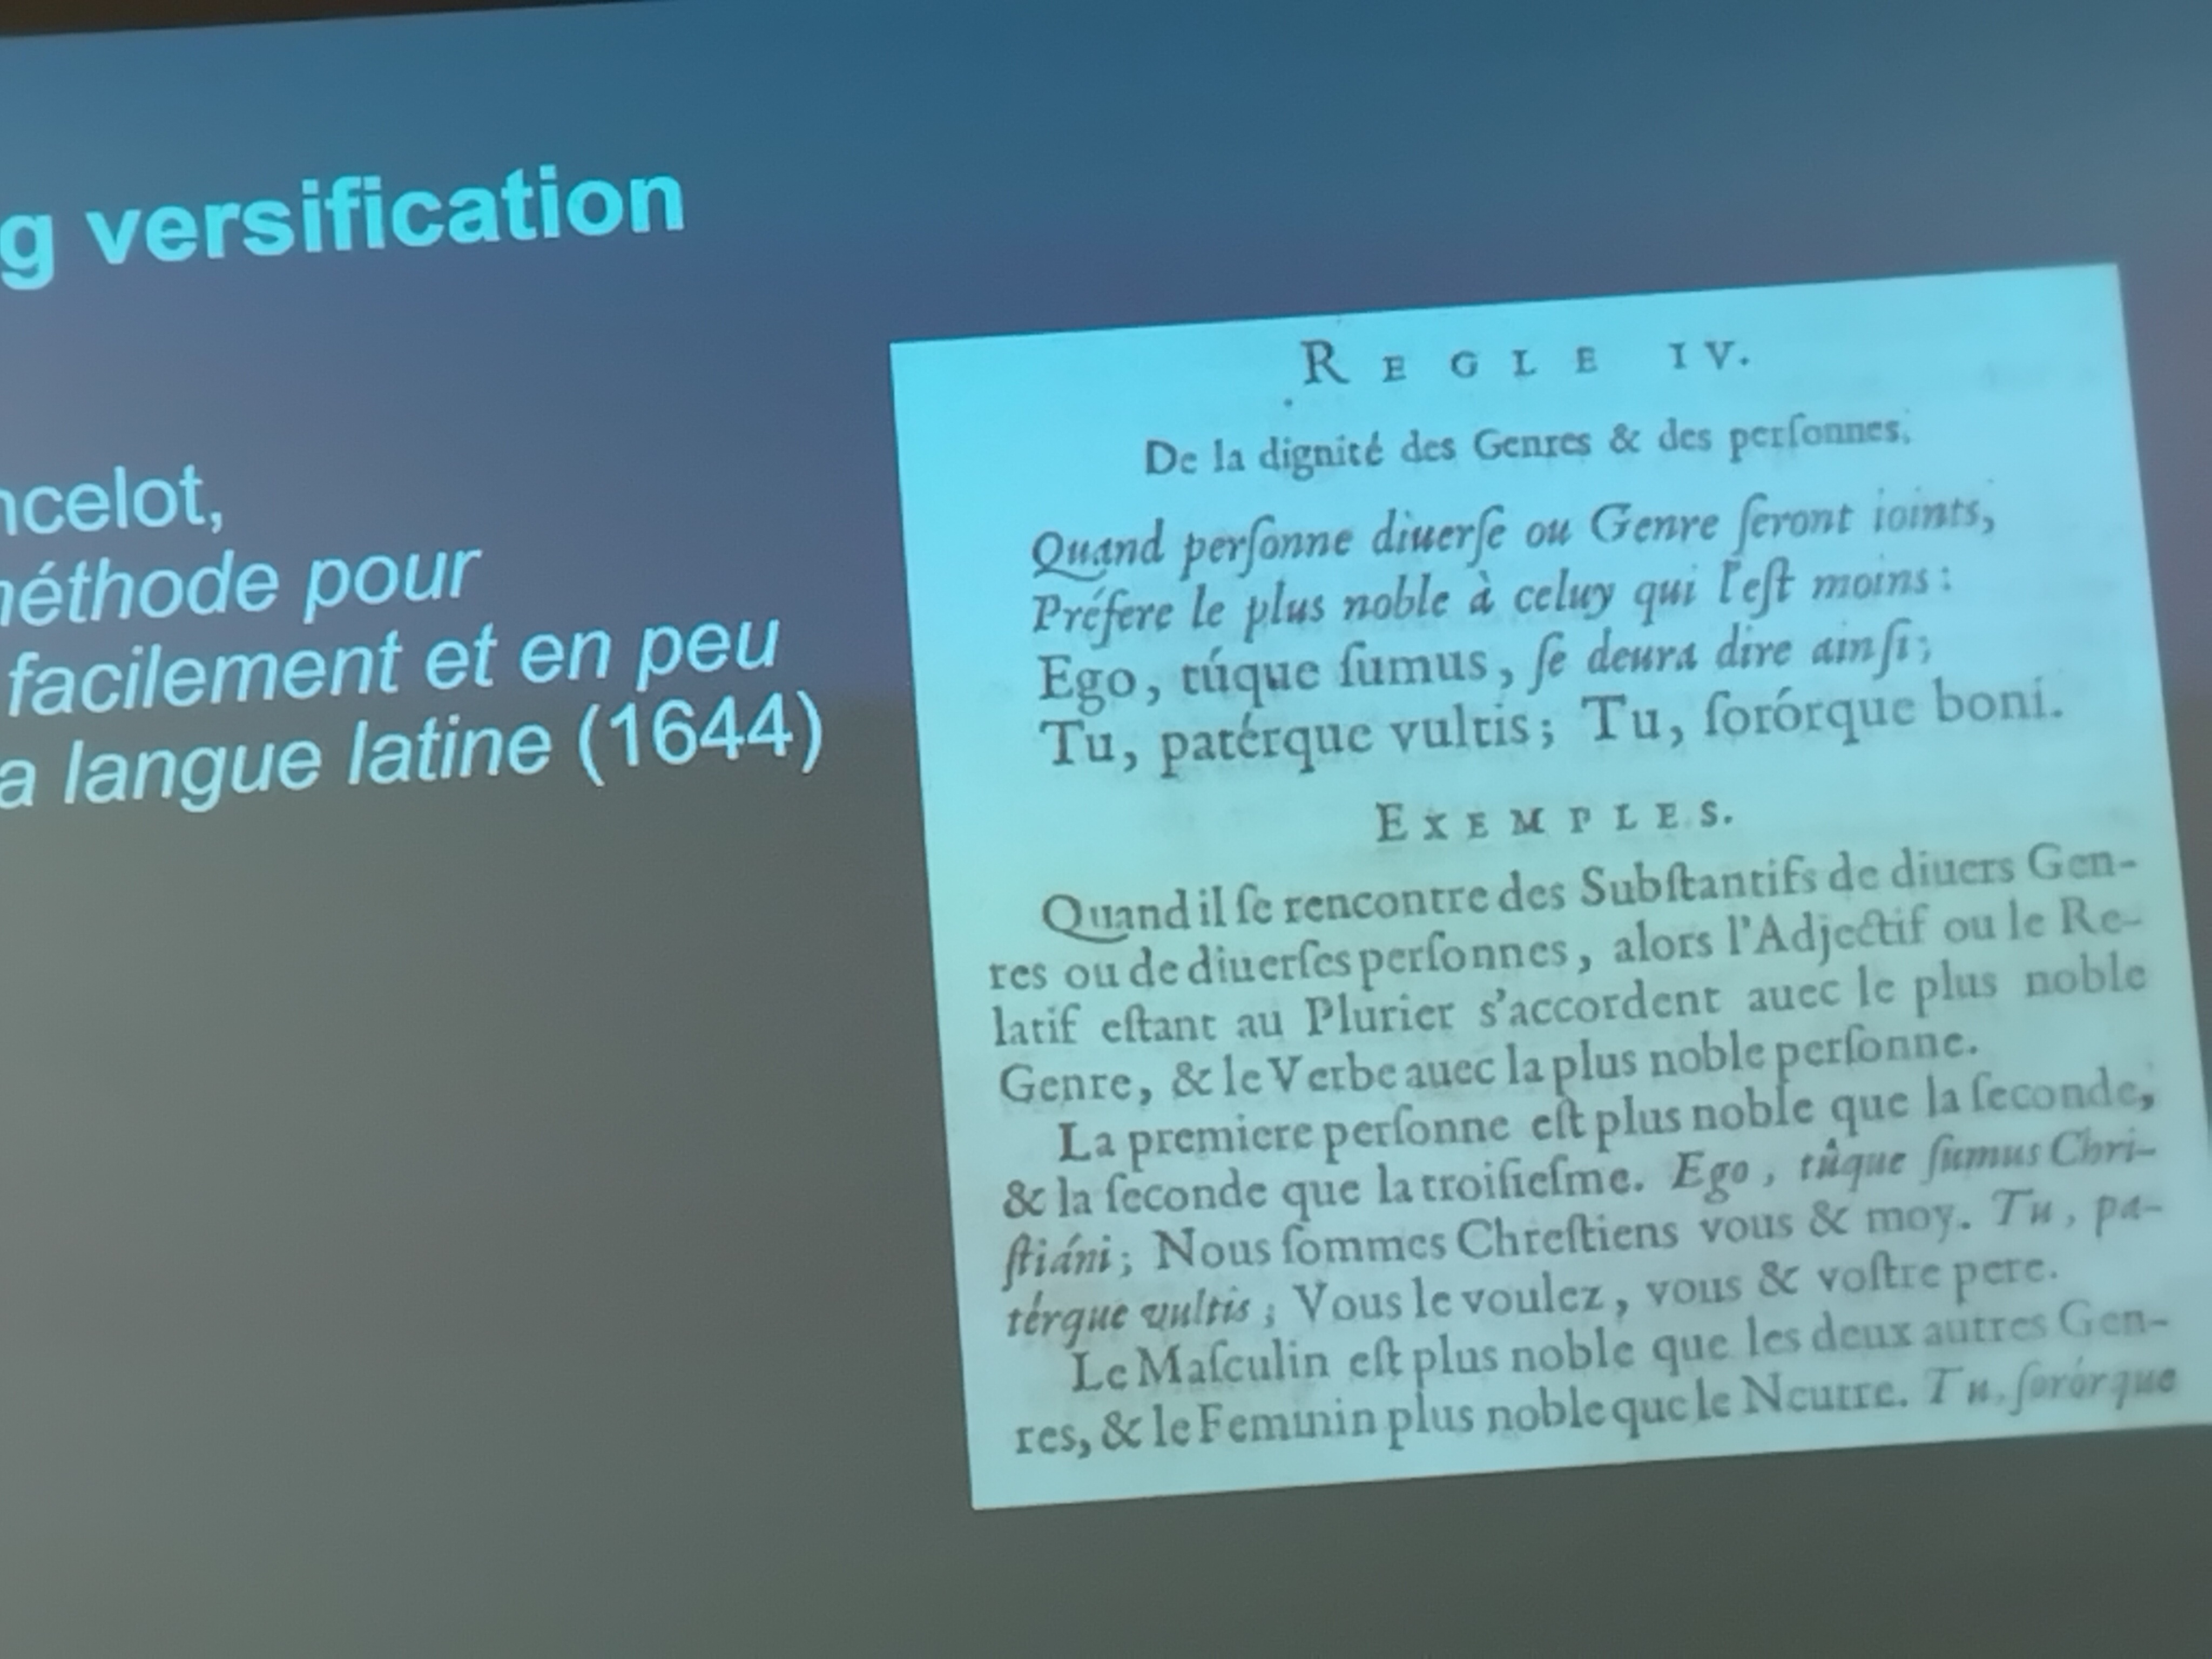 g versification
ncelot,
néthode pour
facilement et en peu
a langue latine (1644)
REGLE IV.
De la dignité des Genres & des perſonnes.
Quand perſonne diuerſe ou Genre ſeront ioints,
Préfere le plus noble à celuy qui l'eſt moins:
Ego, túque ſumus, ſe deura dire ainſi;
Tu, patérque vultis; Tu, ſorórque boni.
EXEMPLES.
Quand il ſe rencontre des Subſtantifs de diuers Gen-
res ou de diuerſes perſonnes, alors l'Adjectif ou le Re-
latif eſtant au Plurier s'accordent auec le plus noble
Genre, & le Verbe auec la plus noble perſonne.
La premiere perſonne eſt plus noble que la ſeconde,
& la ſeconde que la troiſieſme. Ego, tûque ſumus Chri-
ſtiáni; Nous ſommes Chreſtiens vous & moy. Tu, pa-
térque vultis; Vous le voulez, vous & voſtre pere.
Le Maſculin eſt plus noble que les deux autres Gen-
res, & le Feminin plus noble que le Neutre. Tu, ſorórque